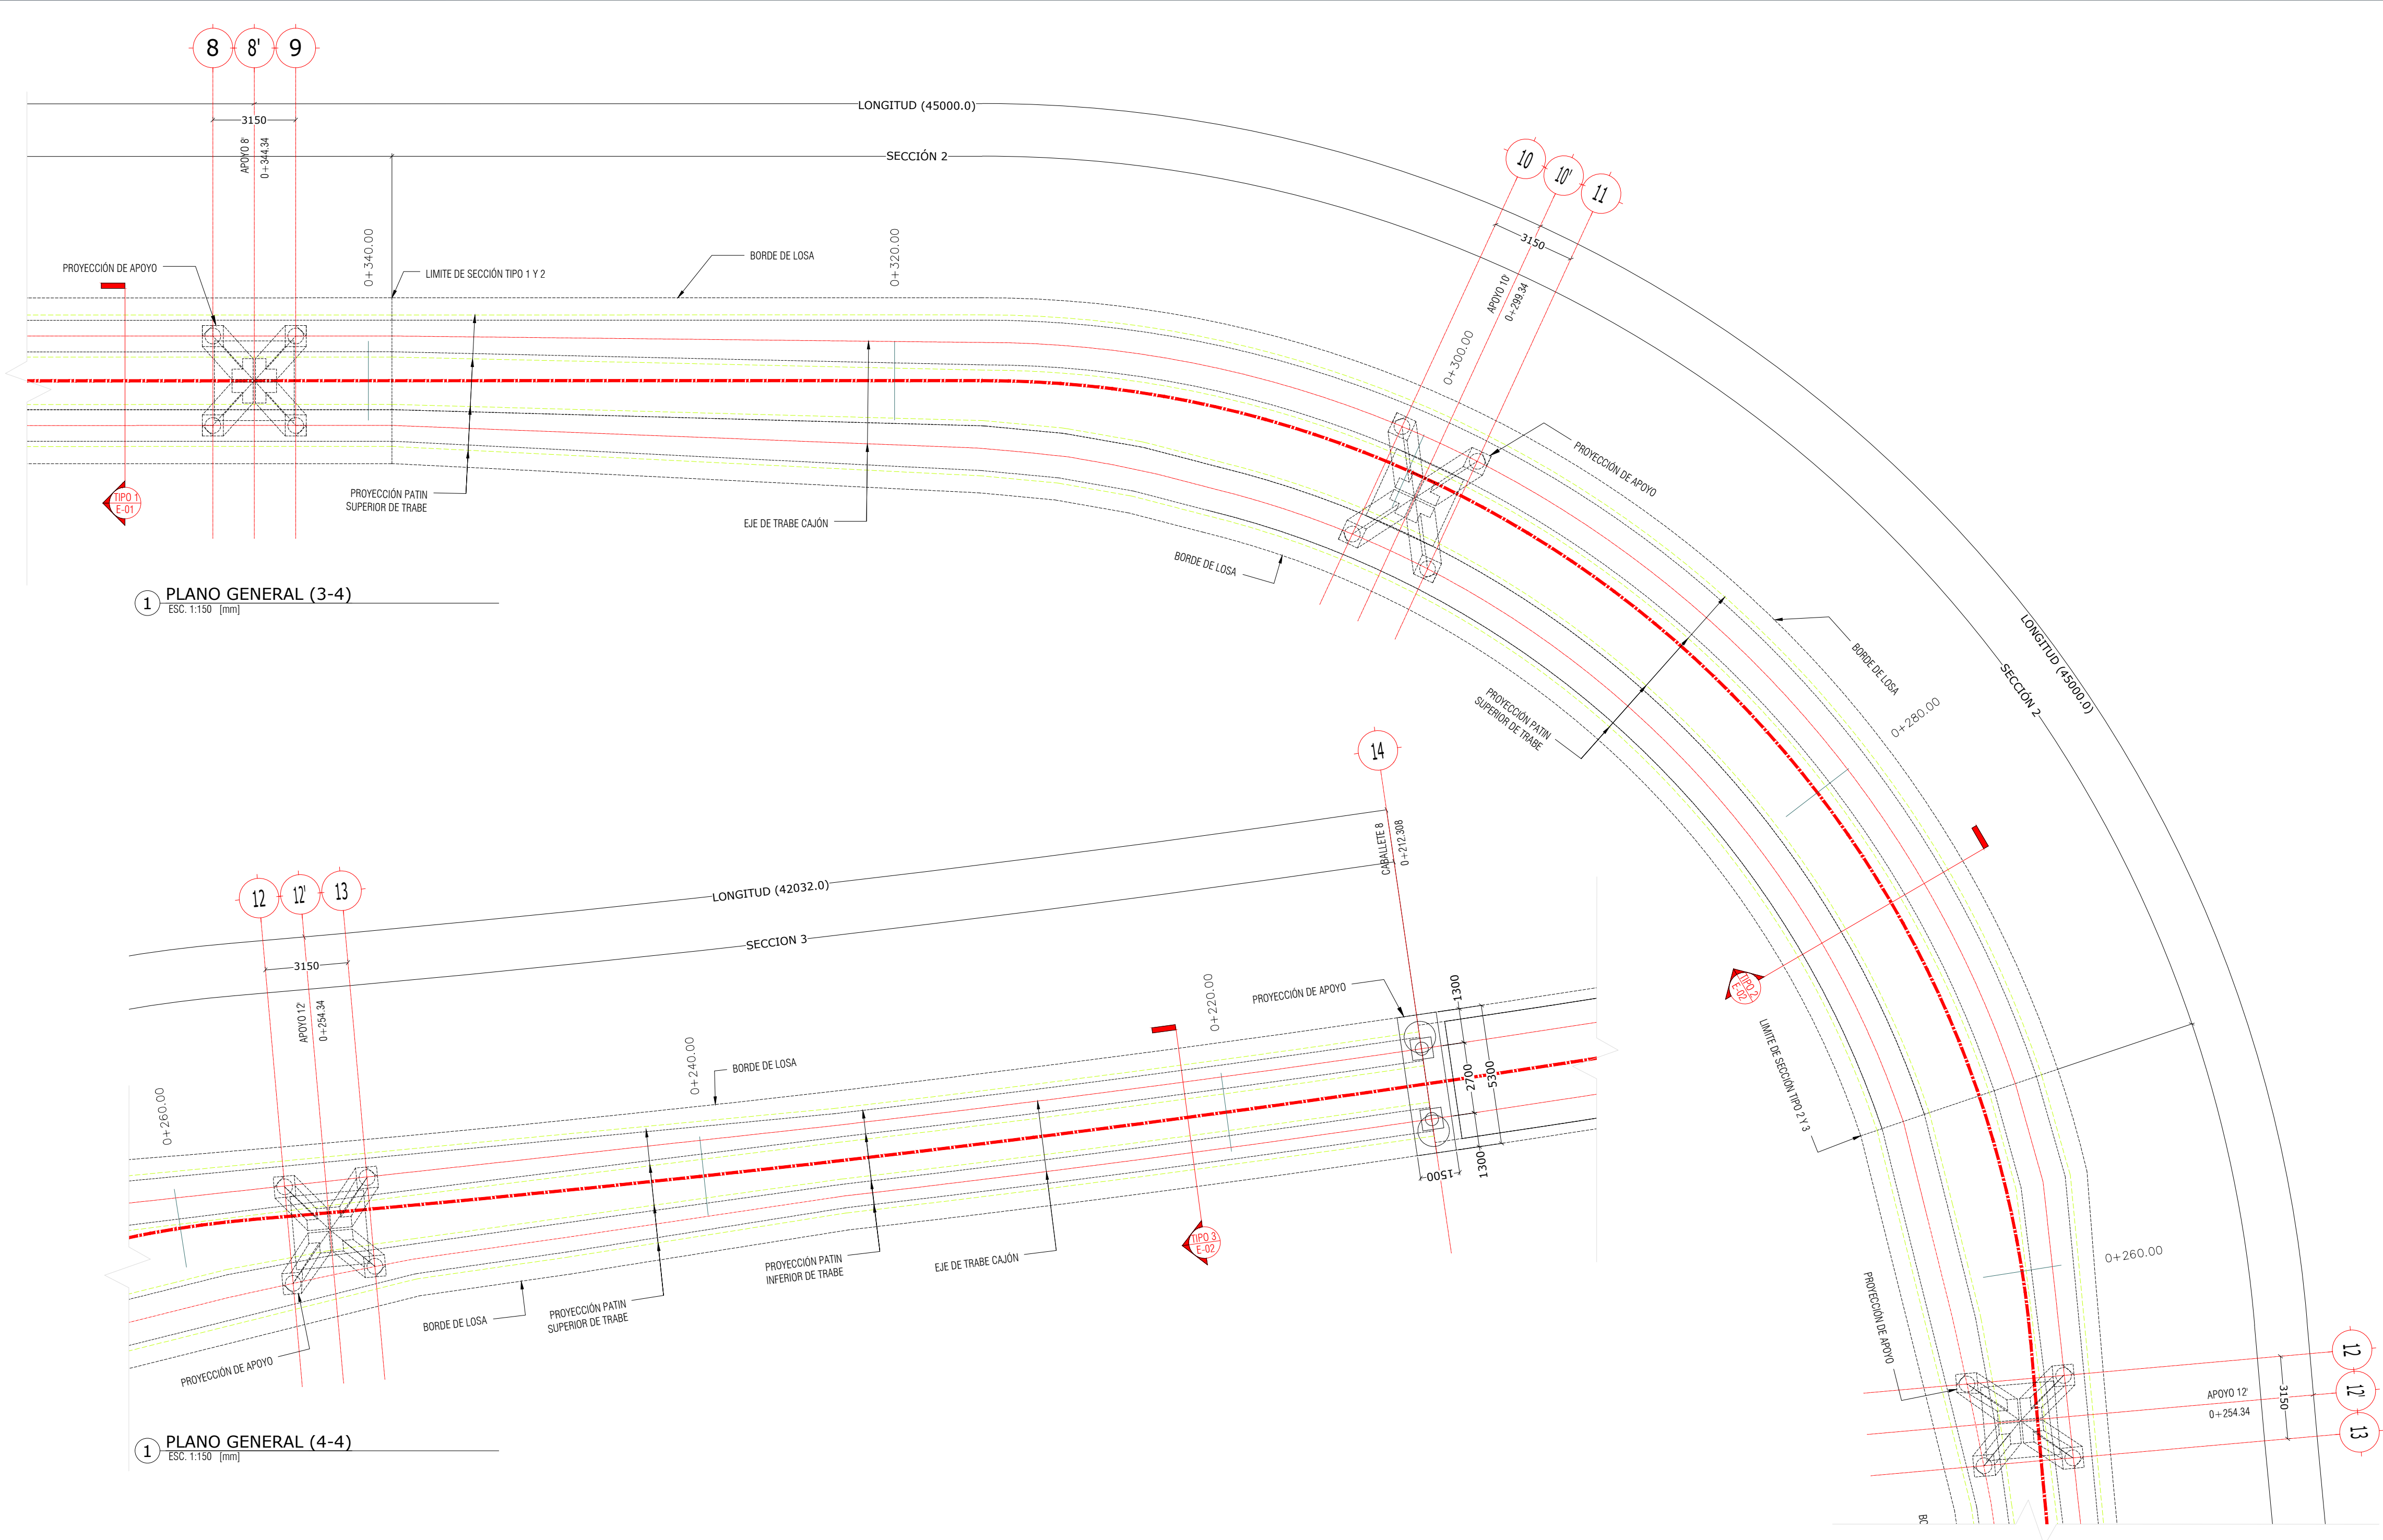 8
8'
9
LONGITUD (45000.0)
3150
APOYO 8'
0+344.34
SECCIÓN 2
10
10'
11
3150
APOYO 10'
0+299.34
0+340.00
0+320.00
PROYECCIÓN DE APOYO
LIMITE DE SECCIÓN TIPO 1 Y 2
BORDE DE LOSA
0+300.00
PROYECCIÓN DE APOYO
TIPO 1
E-01
PROYECCIÓN PATIN
SUPERIOR DE TRABE
EJE DE TRABE CAJÓN
BORDE DE LOSA
1
PLANO GENERAL (3-4)
ESC. 1:150 [mm]
LONGITUD (45000.0)
SECCIÓN 2
BORDE DE LOSA
PROYECCIÓN PATIN
SUPERIOR DE TRABE
0+280.00
TIPO 2
E-02
LIMITE DE SECCIÓN TIPO 2 Y 3
0+260.00
PROYECCIÓN DE APOYO
12
12'
13
APOYO 12'
0+254.34
3150
BO
14
CABALLETE 8
0+212.308
LONGITUD (42032.0)
12
12'
13
SECCION 3
3150
APOYO 12'
0+254.34
0+260.00
0+240.00
0+220.00
BORDE DE LOSA
PROYECCIÓN DE APOYO
1300
2700
5300
1300
1500
TIPO 3
E-02
PROYECCIÓN PATIN
INFERIOR DE TRABE
EJE DE TRABE CAJÓN
PROYECCIÓN PATIN
SUPERIOR DE TRABE
BORDE DE LOSA
PROYECCIÓN DE APOYO
1
PLANO GENERAL (4-4)
ESC. 1:150 [mm]